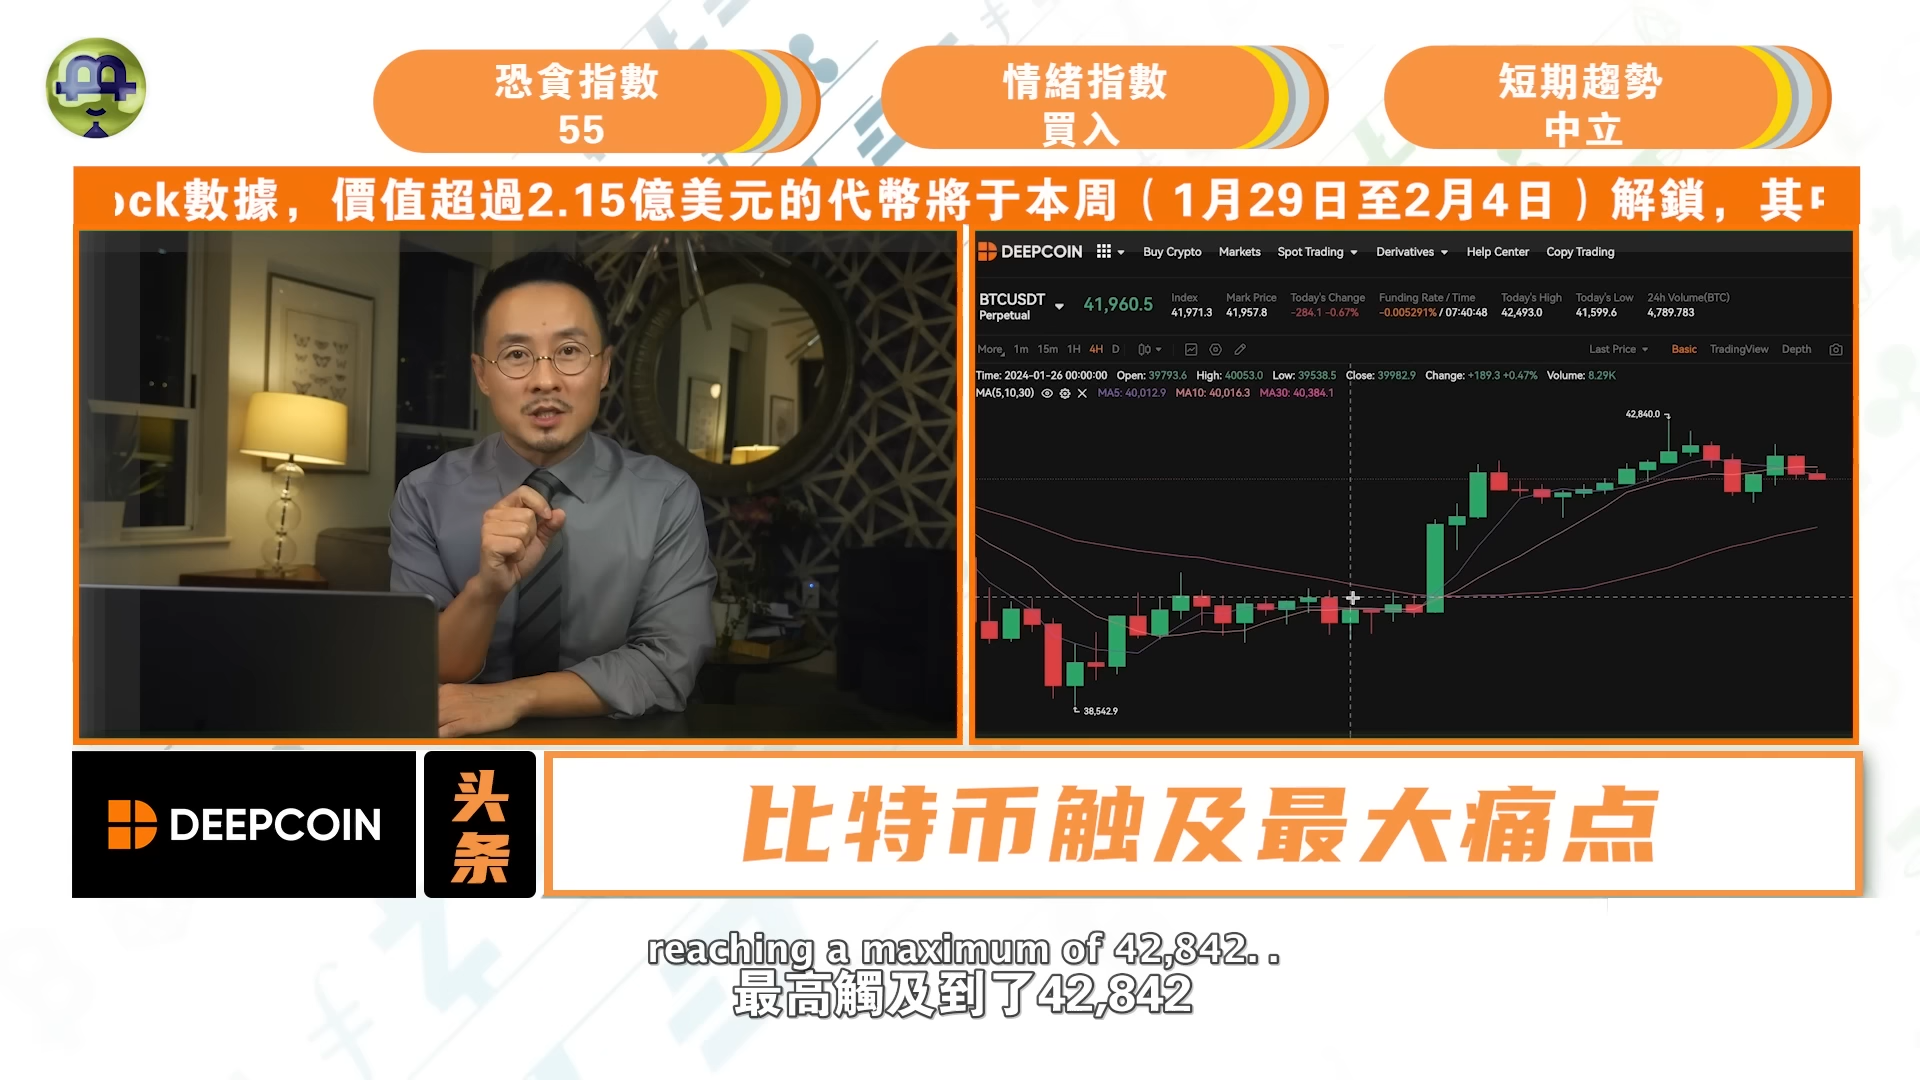 恐貪指數
55
情緒指數
買入
短期趨勢
中立
ock數據，價值超過2.15億美元的代幣將于本周（1月29日至2月4日）解鎖，其
DEEPCOIN Buy Crypto Markets Spot Trading Derivatives Help Center Copy Trading
BTCUSDT
Perpetual
41,960.5
Index Mark Price Today's Change Funding Rate / Time Today's High Today's Low 24h Volume(BTC)
41,971.3 41,957.8 -284.1 -0.67% -0.005291% / 07:40:48 42,493.0 41,599.6 4,789.783
More 1m 15m 1H 4H D Last Price Basic TradingView Depth
Time: 2024-01-26 00:00:00 Open: 39793.6 High: 40053.0 Low: 39538.5 Close: 39982.9 Change: +189.3 +0.47% Volume: 8.29K
MA(5,10,30) MA5: 40,012.9 MA10: 40,016.3 MA30: 40,384.1
42,840.0
38,542.9
DEEPCOIN
头条
比特币触及最大痛点
reaching a maximum of 42,842. .
最高觸及到了42,842